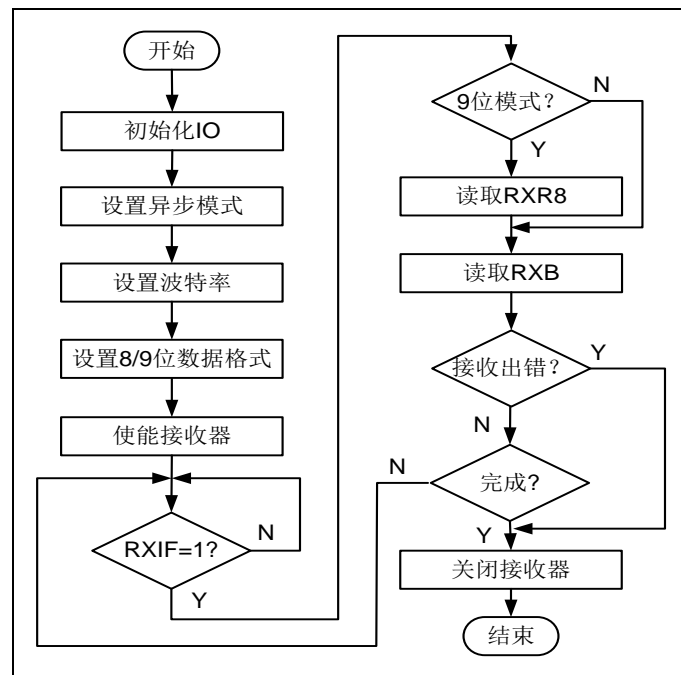 开始
初始化IO
设置异步模式
设置波特率
设置8/9位数据格式
使能接收器
RXIF=1?
N
Y
9位模式？
N
Y
读取RXR8
读取RXB
接收出错？
Y
N
完成？
N
Y
关闭接收器
结束